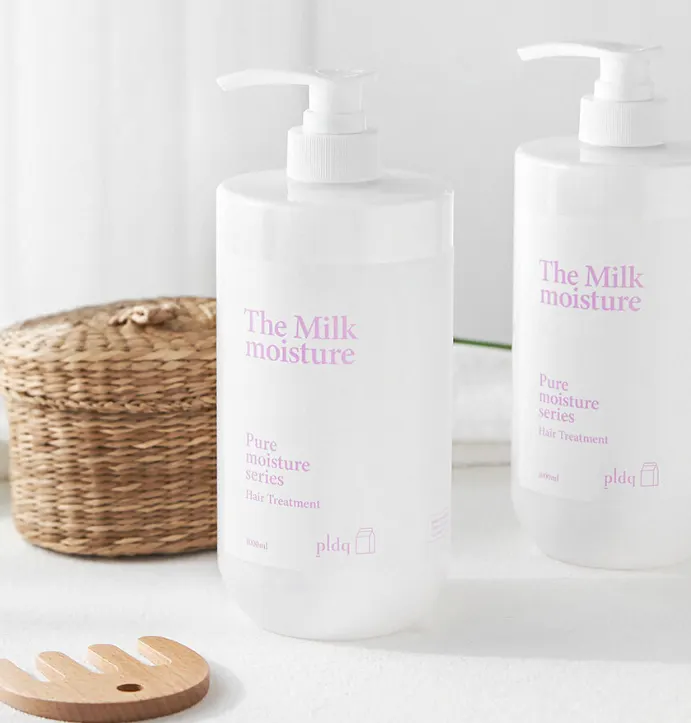 The Milk
moisture
Pure
moisture
series
Hair Treatment
pldq
The Milk
moisture
Pure
moisture
series
Hair Treatment
pldq